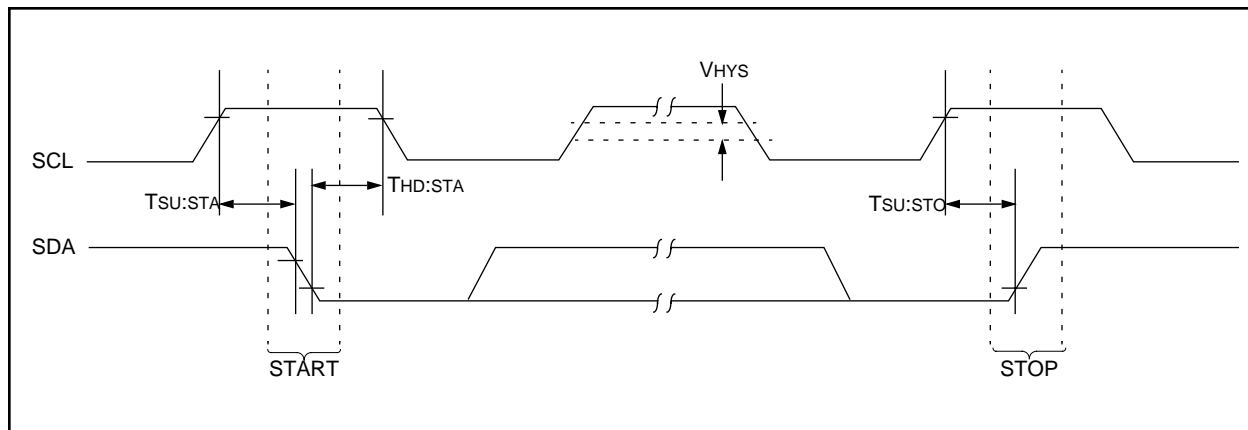 VHYS
SCL
THD:STA
TSU:STA
TSU:STO
SDA
START
STOP